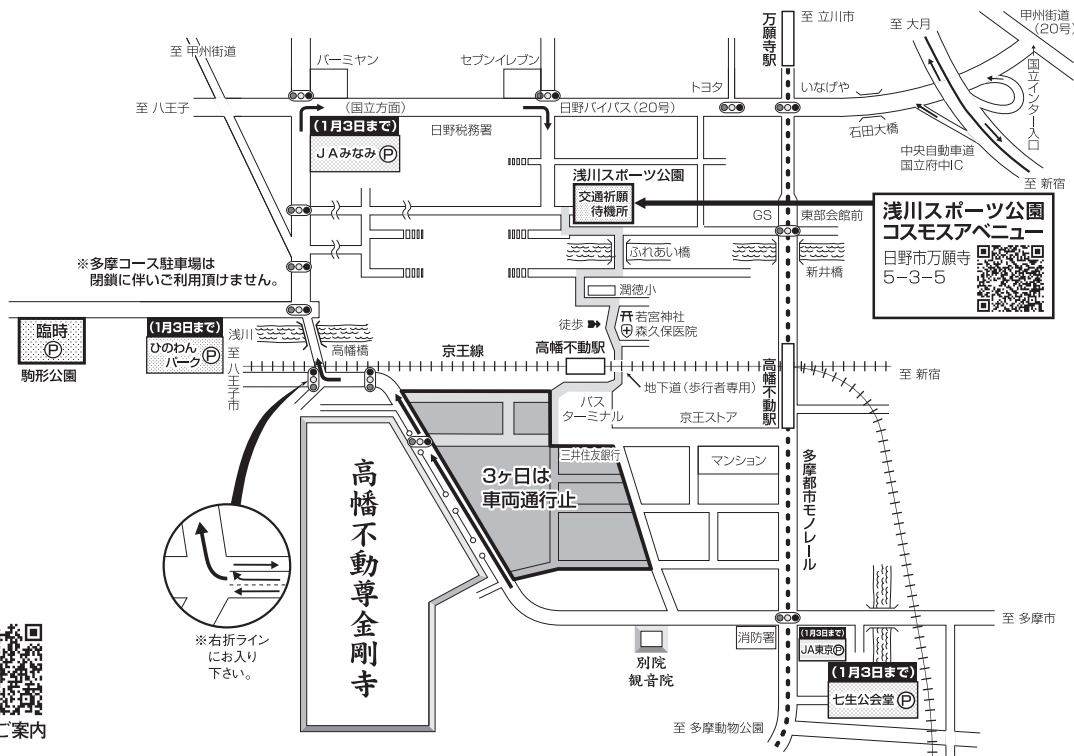 至 甲州街道
バーミヤン
セブンイレブン
万願寺駅
至 立川市
至 大月
甲州街道
(20号)
至 八王子
(国立方面)
日野バイパス(20号)
トヨタ
いなげや
↑国立インター入口
(1月3日まで)
JAみなみ Ⓟ
日野税務署
石田大橋
中央自動車道
国立府中IC
至 新宿
浅川スポーツ公園
交通祈願
待機所
GS
東部会館前
浅川スポーツ公園
コスモスアベニュー
日野市万願寺
5-3-5
ふれあい橋
新井橋
※多摩コース駐車場は
閉鎖に伴いご利用頂けません。
潤徳小
若宮神社
森久保医院
徒歩
臨時
Ⓟ
駒形公園
(1月3日まで)
ひのわん
パーク Ⓟ
浅川
高幡橋
至 八王子市
京王線
高幡不動駅
高幡不動駅
至 新宿
地下道(歩行者専用)
バス
ターミナル
京王ストア
三井住友銀行
マンション
多摩都市モノレール
3ヶ日は
車両通行止
高幡不動尊金剛寺
※右折ライン
にお入り
下さい。
別院
観音院
消防署
至 多摩市
(1月3日まで)
JA東京Ⓟ
(1月3日まで)
七生公会堂 Ⓟ
至 多摩動物公園
ご案内